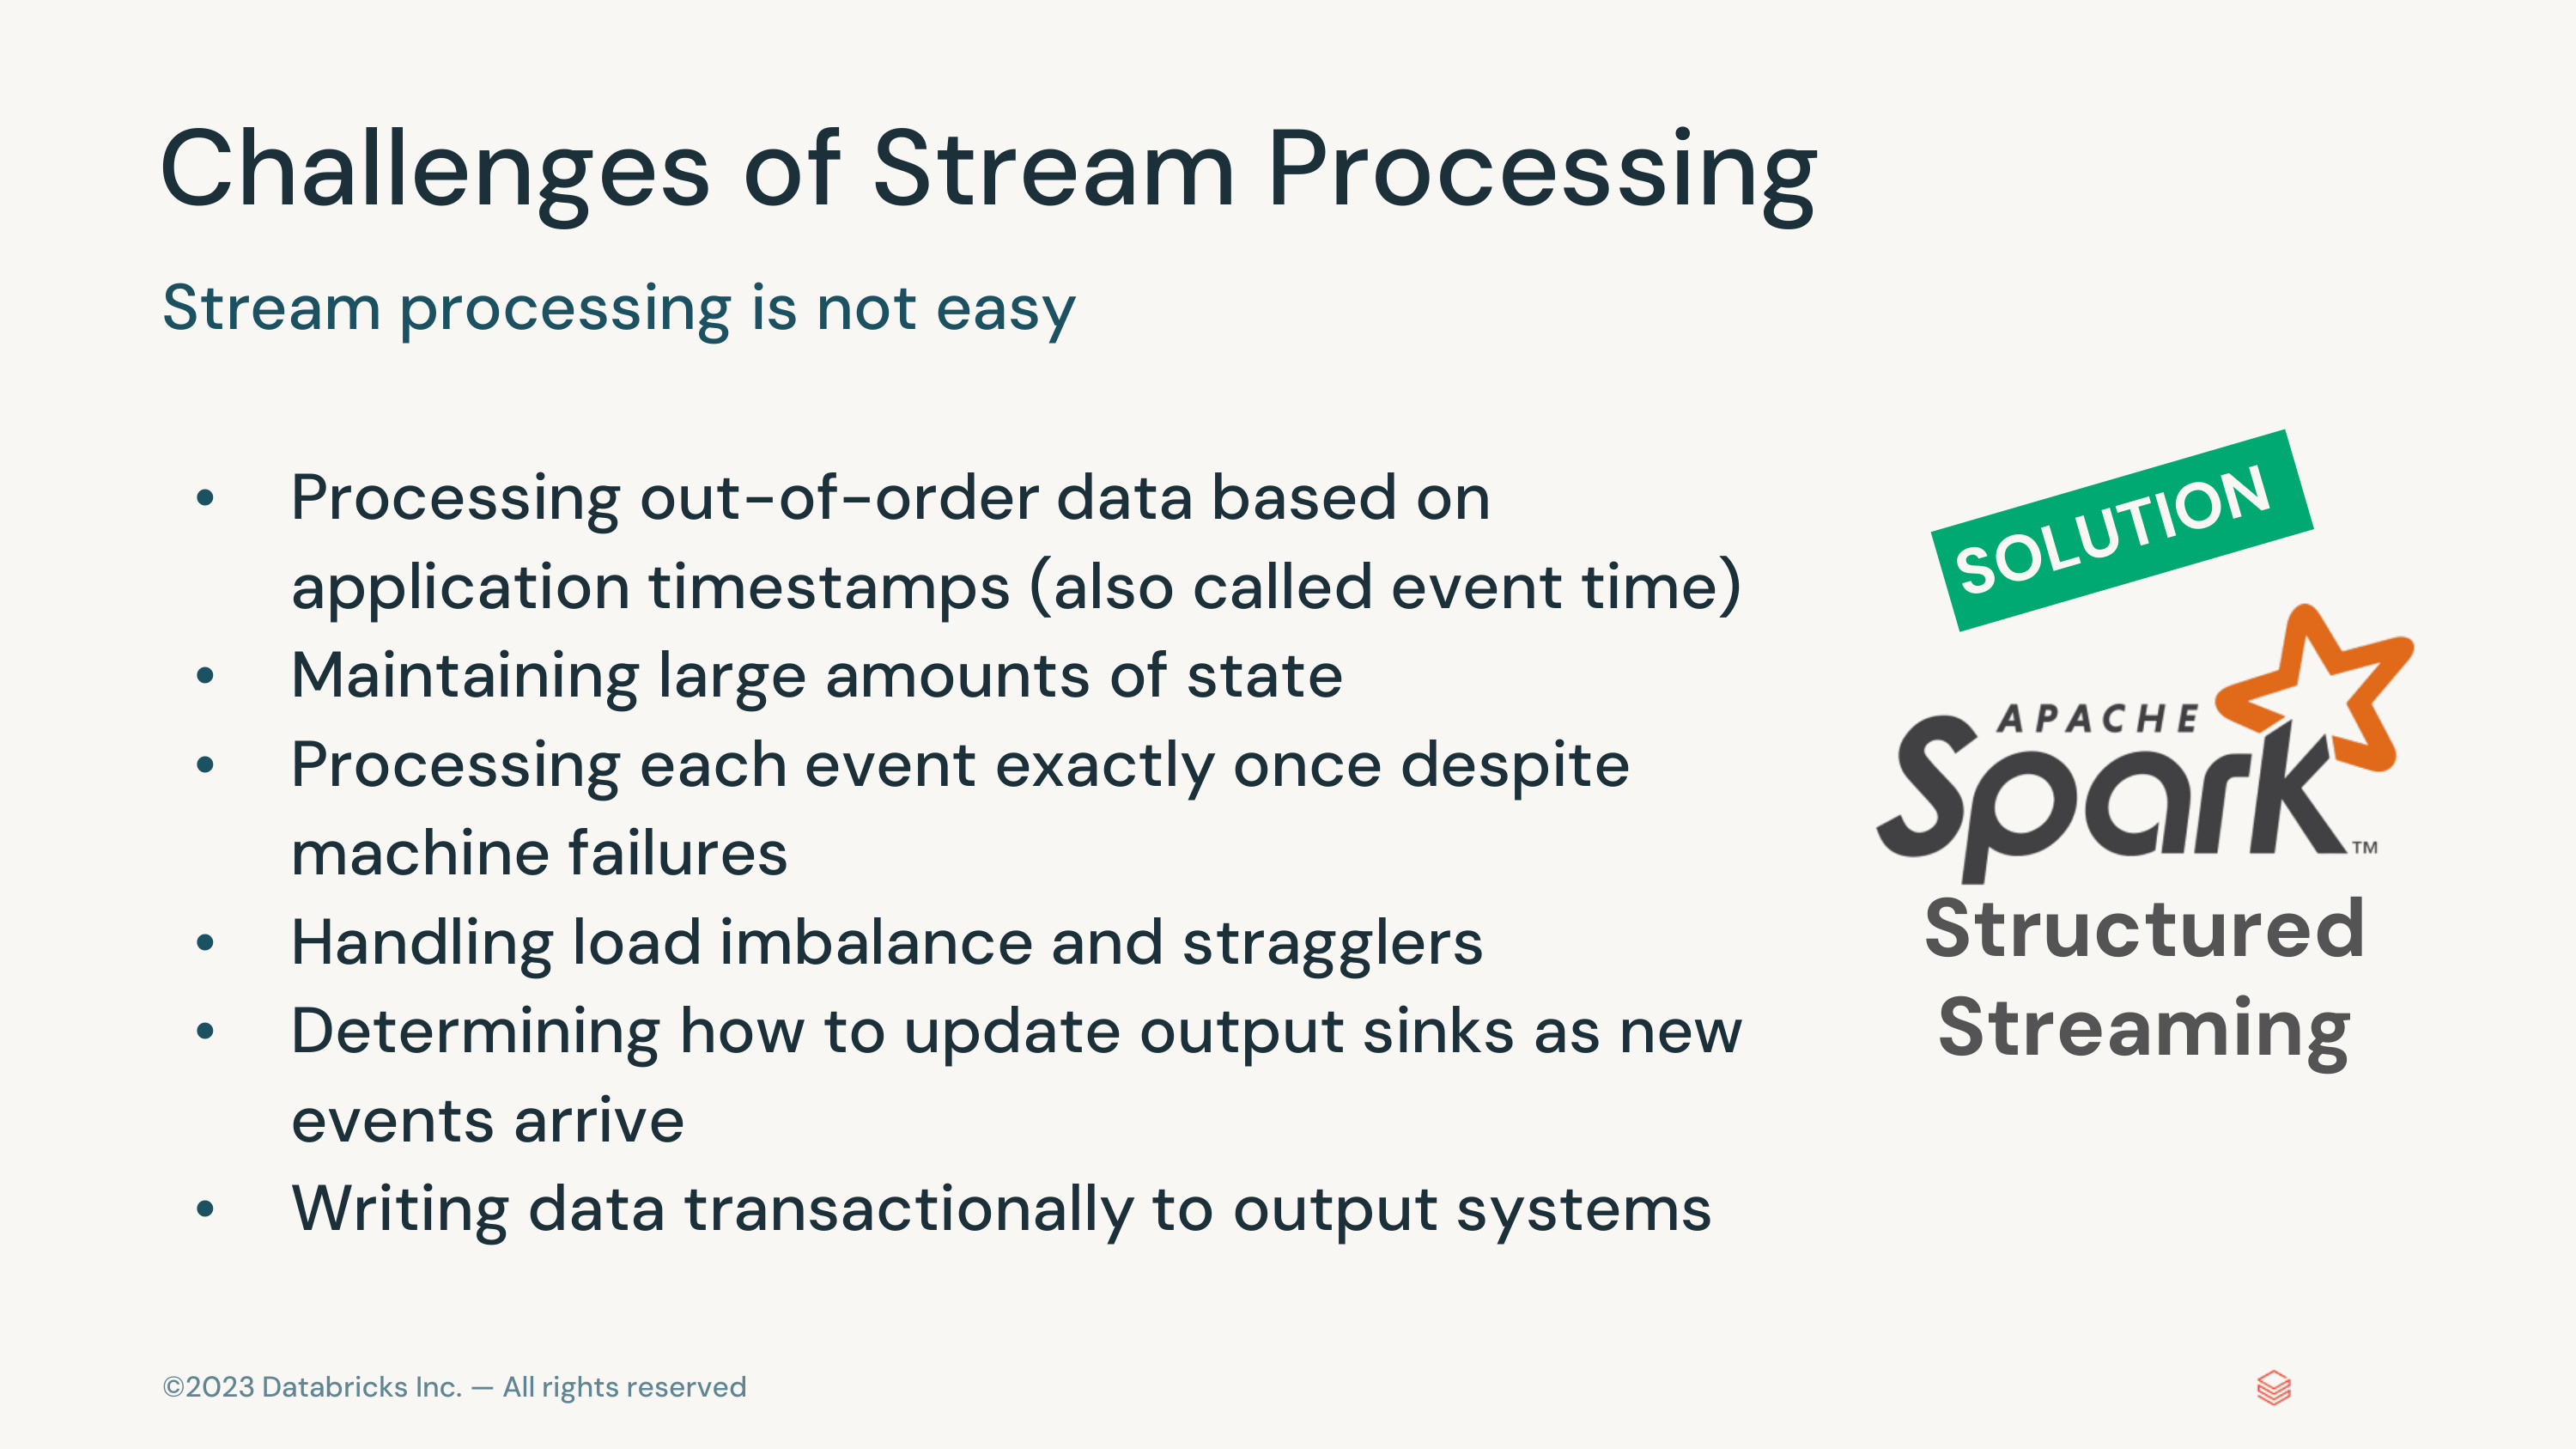 Challenges of Stream Processing
Stream processing is not easy
• Processing out-of-order data based on
application timestamps (also called event time)
• Maintaining large amounts of state
• Processing each event exactly once despite
machine failures
• Handling load imbalance and stragglers
• Determining how to update output sinks as new
events arrive
• Writing data transactionally to output systems
SOLUTION
APACHE
Spark™
Structured
Streaming
©2023 Databricks Inc. — All rights reserved